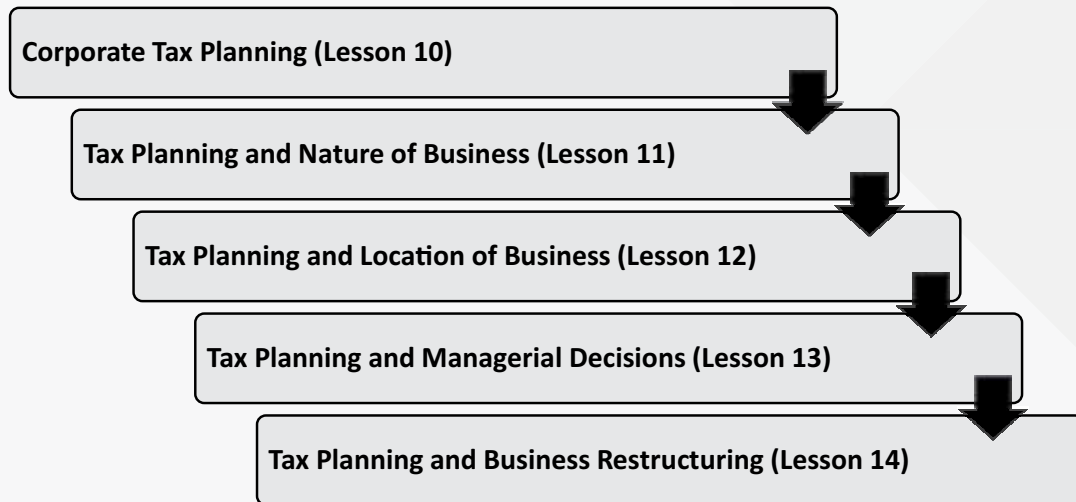 Corporate Tax Planning (Lesson 10)
Tax Planning and Nature of Business (Lesson 11)
Tax Planning and Location of Business (Lesson 12)
Tax Planning and Managerial Decisions (Lesson 13)
Tax Planning and Business Restructuring (Lesson 14)